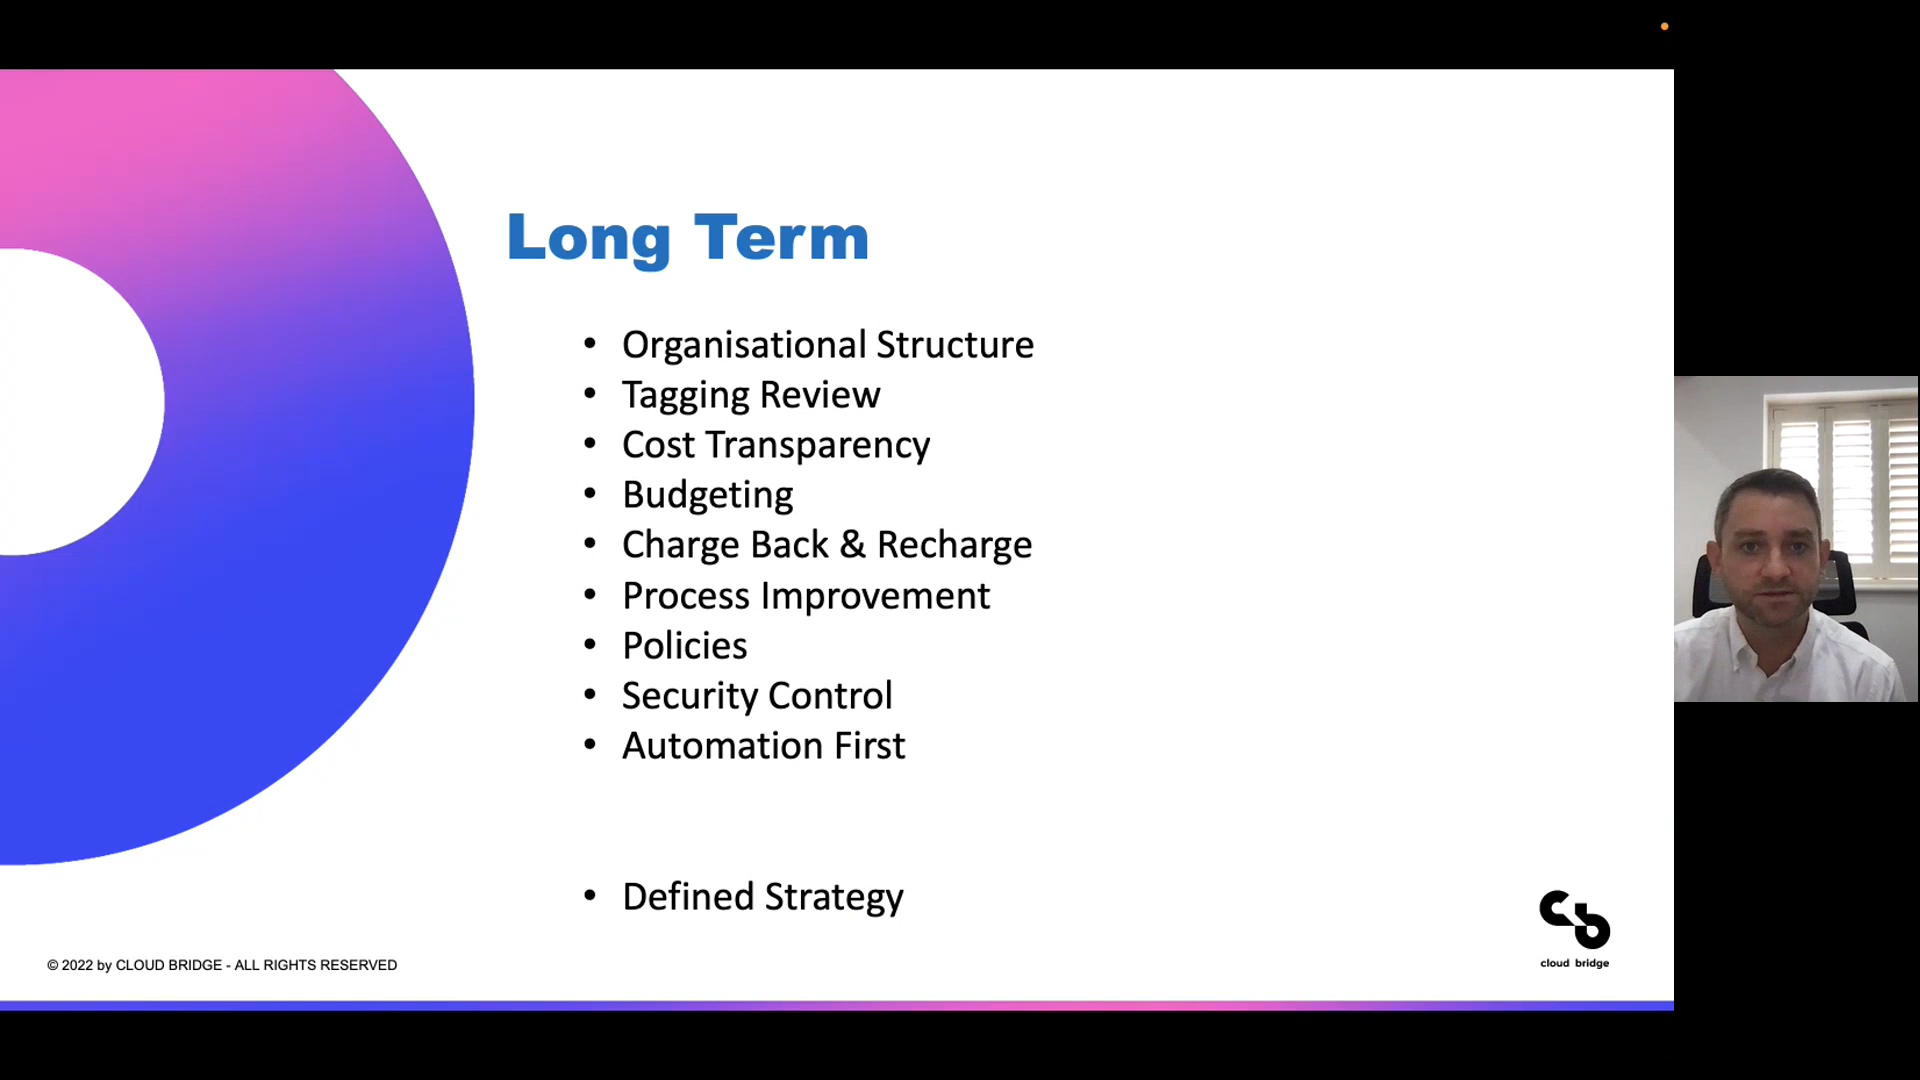 Long Term
• Organisational Structure
• Tagging Review
• Cost Transparency
• Budgeting
• Charge Back & Recharge
• Process Improvement
• Policies
• Security Control
• Automation First
• Defined Strategy
cb
cloud bridge
© 2022 by CLOUD BRIDGE - ALL RIGHTS RESERVED